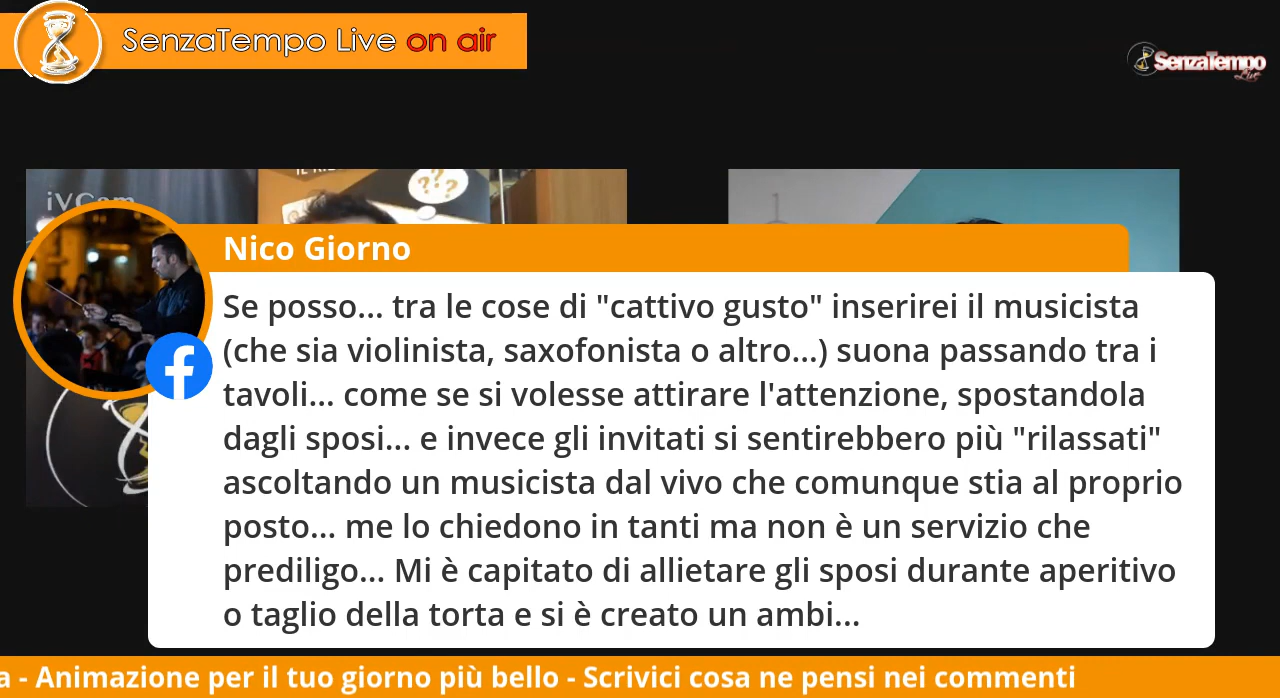 SenzaTempo Live on air
SenzaTempo
Live
iVCam
???
Nico Giorno
Se posso... tra le cose di "cattivo gusto" inserirei il musicista
(che sia violinista, saxofonista o altro...) suona passando tra i
tavoli... come se si volesse attirare l'attenzione, spostandola
dagli sposi... e invece gli invitati si sentirebbero più "rilassati"
ascoltando un musicista dal vivo che comunque stia al proprio
posto... me lo chiedono in tanti ma non è un servizio che
prediligo... Mi è capitato di allietare gli sposi durante aperitivo
o taglio della torta e si è creato un ambi...
a - Animazione per il tuo giorno più bello - Scrivici cosa ne pensi nei commenti